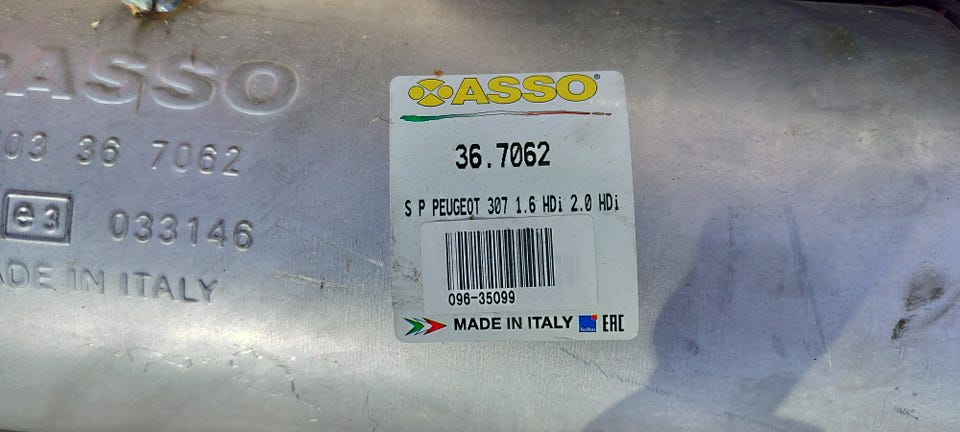 ASSO
03 36 7062
e3 033146
ADE IN ITALY
ASSO®
36.7062
S P PEUGEOT 307 1.6 HDi 2.0 HDi
096-35099
MADE IN ITALY TecDoc EAC